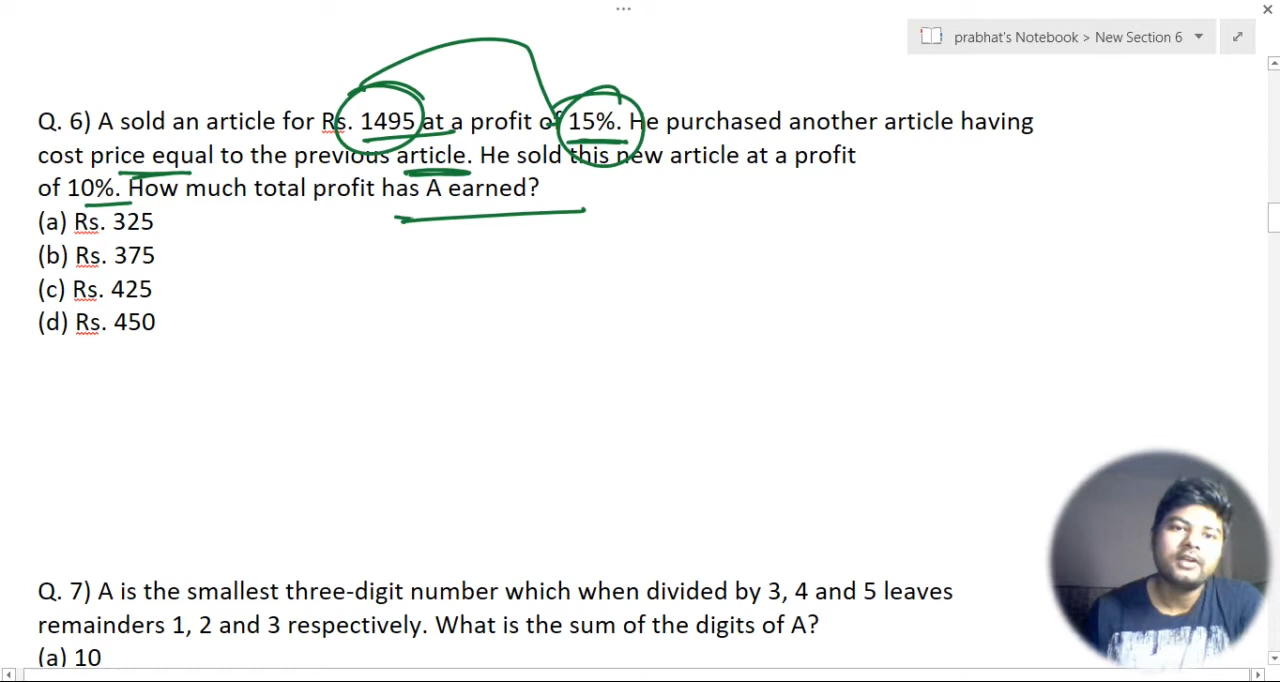 prabhat's Notebook > New Section 6
Q. 6) A sold an article for Rs. 1495 at a profit of 15%. He purchased another article having
cost price equal to the previous article. He sold this new article at a profit
of 10%. How much total profit has A earned?
(a) Rs. 325
(b) Rs. 375
(c) Rs. 425
(d) Rs. 450
Q. 7) A is the smallest three-digit number which when divided by 3, 4 and 5 leaves
remainders 1, 2 and 3 respectively. What is the sum of the digits of A?
(a) 10